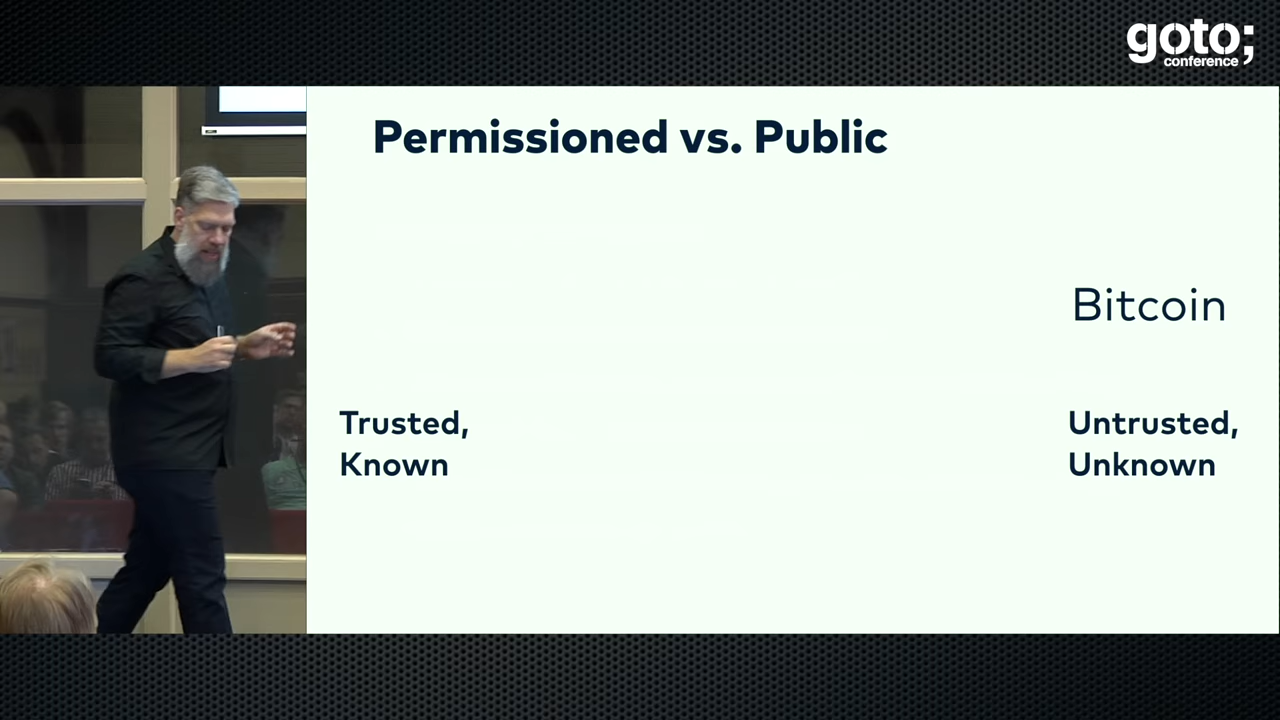 goto;
conference
Permissioned vs. Public
Bitcoin
Trusted,
Known
Untrusted,
Unknown